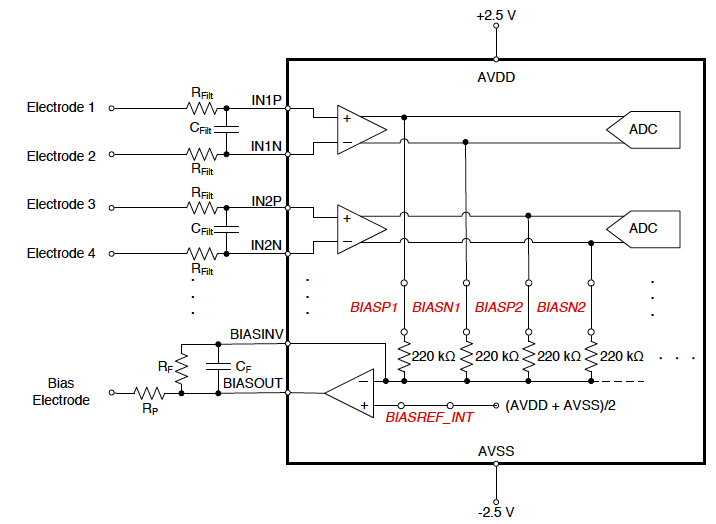 +2.5 V
AVDD
RFilt
Electrode 1
IN1P
+
CFilt
ADC
Electrode 2
IN1N
−
RFilt
RFilt
Electrode 3
IN2P
+
CFilt
ADC
Electrode 4
IN2N
−
RFilt
BIASP1 BIASN1 BIASP2 BIASN2
BIASINV
220 kΩ 220 kΩ 220 kΩ 220 kΩ
RF
CF
−
Bias
Electrode
BIASOUT
RP
+
(AVDD + AVSS)/2
BIASREF_INT
AVSS
-2.5 V